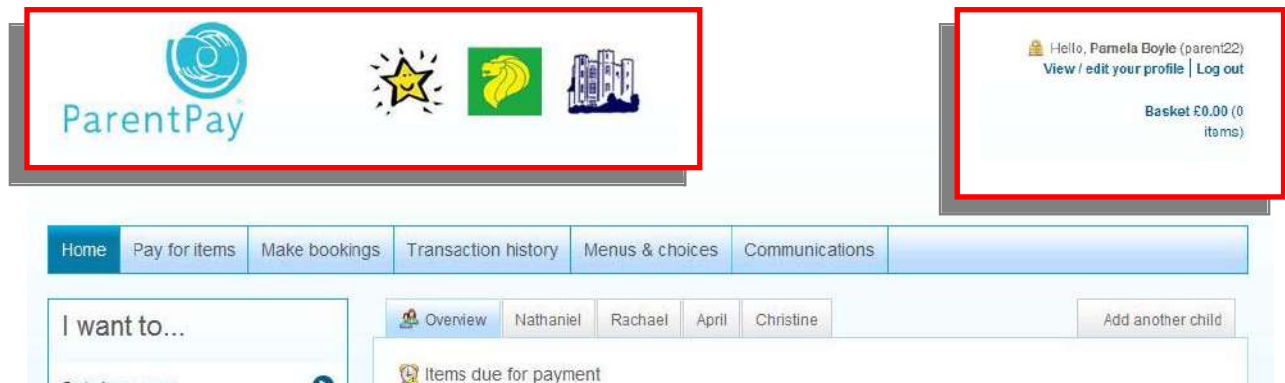 ParentPay
Hello, Pamela Boyle (parent22)
View / edit your profile | Log out
Basket £0.00 (0
items)
Home Pay for items Make bookings Transaction history Menus & choices Communications
I want to...
Overview Nathaniel Rachael April Christine Add another child
Items due for payment